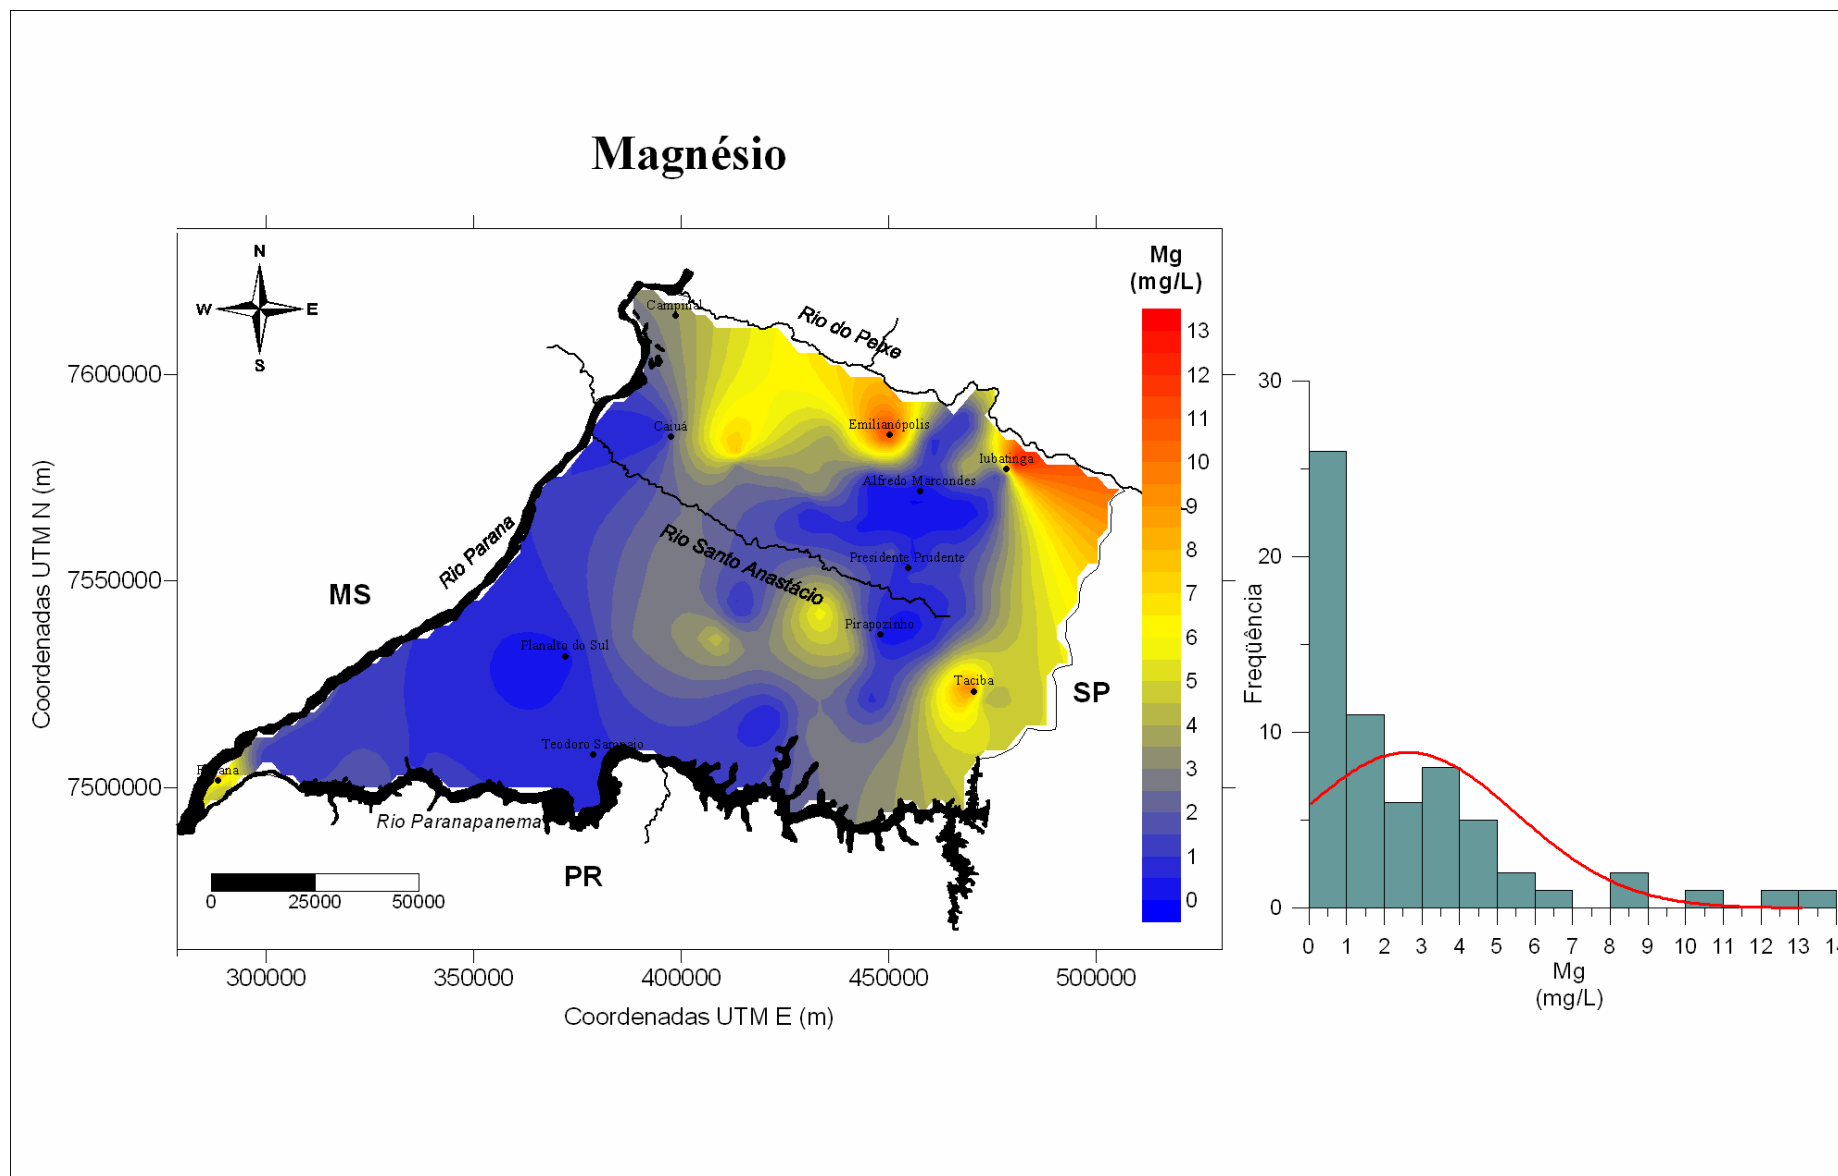 Magnésio
N
W
E
S
Mg
(mg/L)
13
12
11
10
9
8
7
6
5
4
3
2
1
0
Coordenadas UTM N (m)
7600000
7550000
7500000
Campinal
Rio do Peixe
Caiuá
Emilianópolis
Iubatinga
Alfredo Marcondes
Rio Parana
Rio Santo Anastácio
Presidente Prudente
MS
Pirapozinho
Planalto do Sul
Taciba
SP
Teodoro Sampaio
Rio Paranapanema
PR
0 25000 50000
300000 350000 400000 450000 500000
Coordenadas UTM E (m)
Freqüência
30
20
10
0
0 1 2 3 4 5 6 7 8 9 10 11 12 13
Mg
(mg/L)